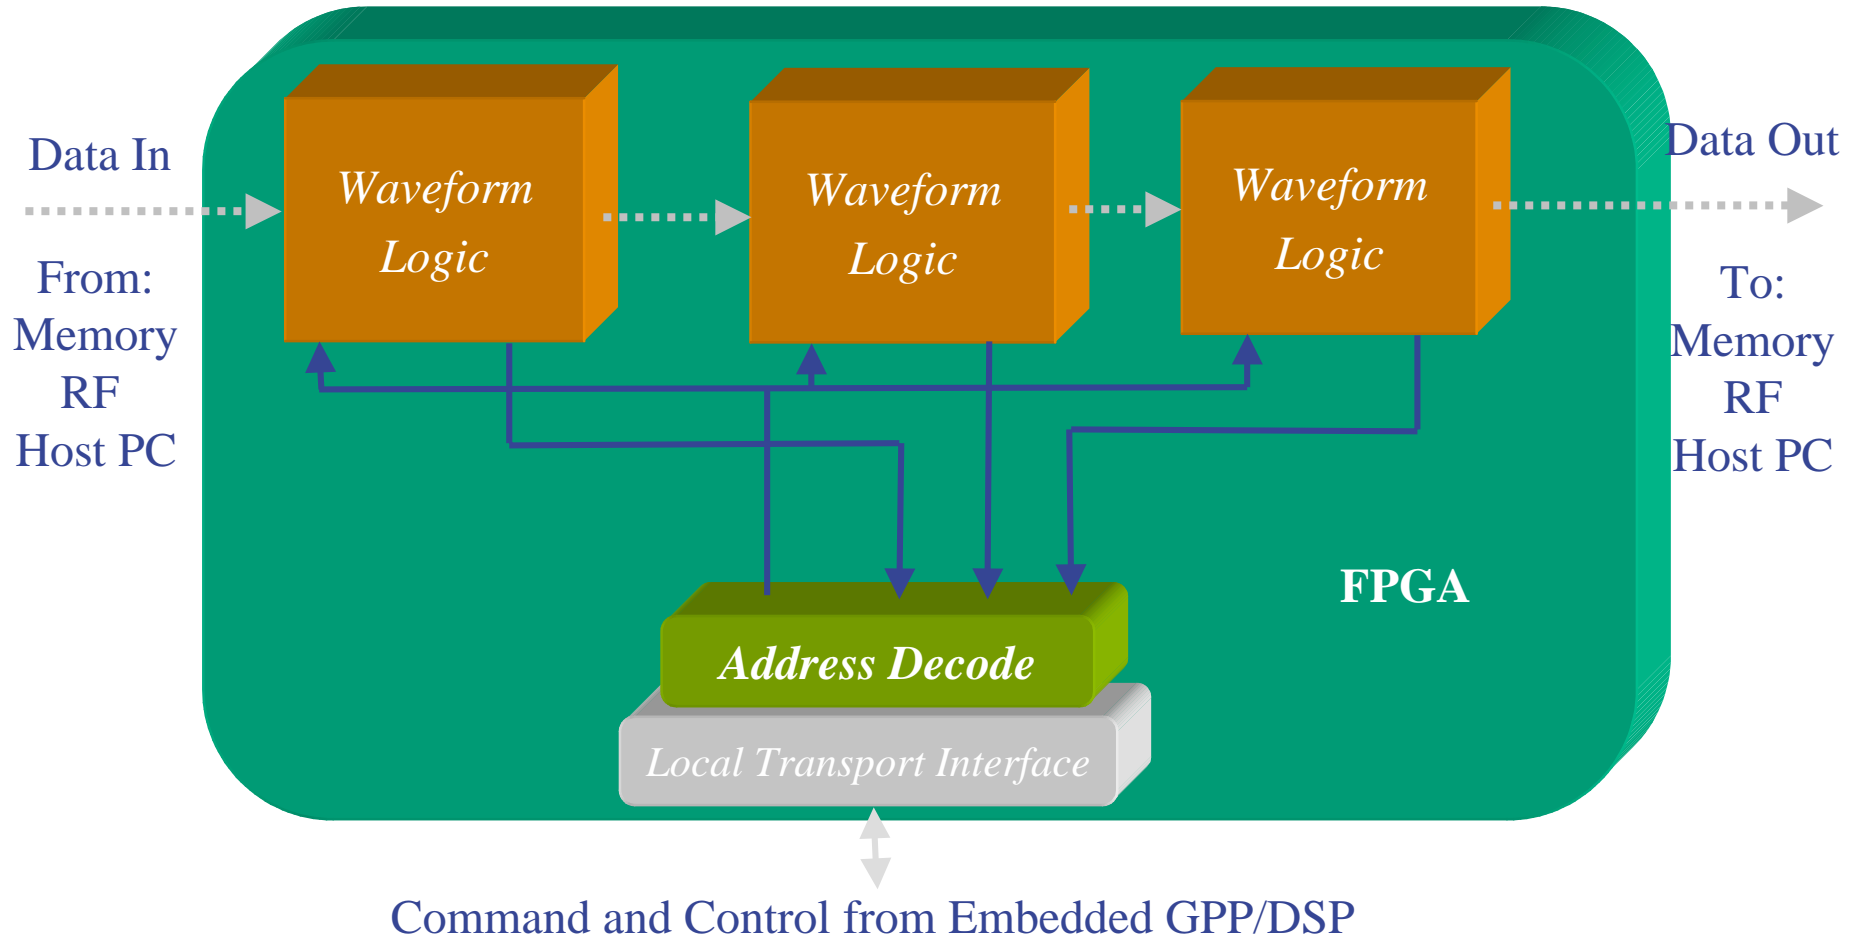 Data In
From:
Memory
RF
Host PC
Waveform
Logic
Waveform
Logic
Waveform
Logic
Data Out
To:
Memory
RF
Host PC
FPGA
Address Decode
Local Transport Interface
Command and Control from Embedded GPP/DSP